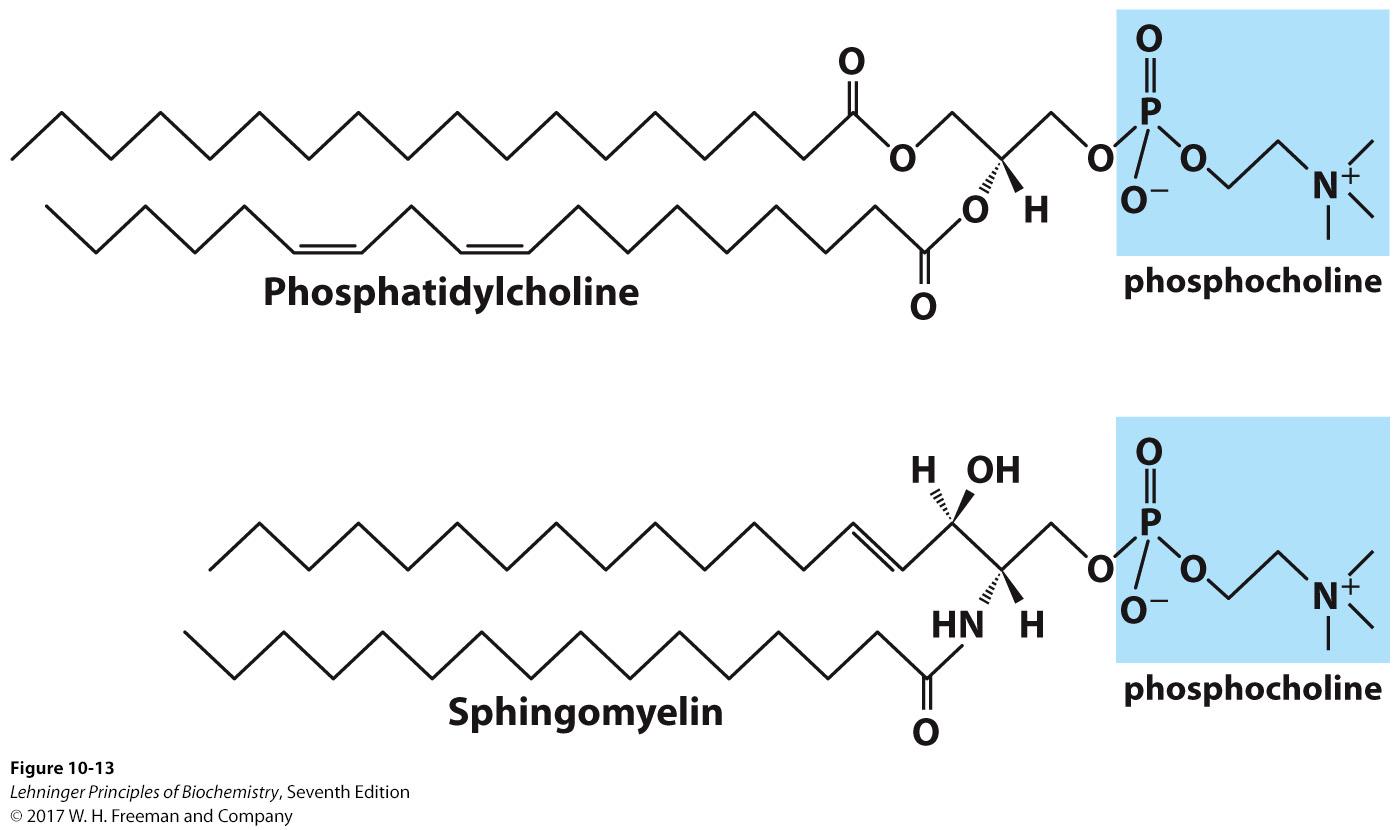 O
P
O
O
O
O
N+
O−
O
H
Phosphatidylcholine
phosphocholine
O
H
OH
O
P
O
O
N+
O−
HN
H
phosphocholine
Sphingomyelin
O
Figure 10-13
Lehninger Principles of Biochemistry, Seventh Edition
© 2017 W. H. Freeman and Company